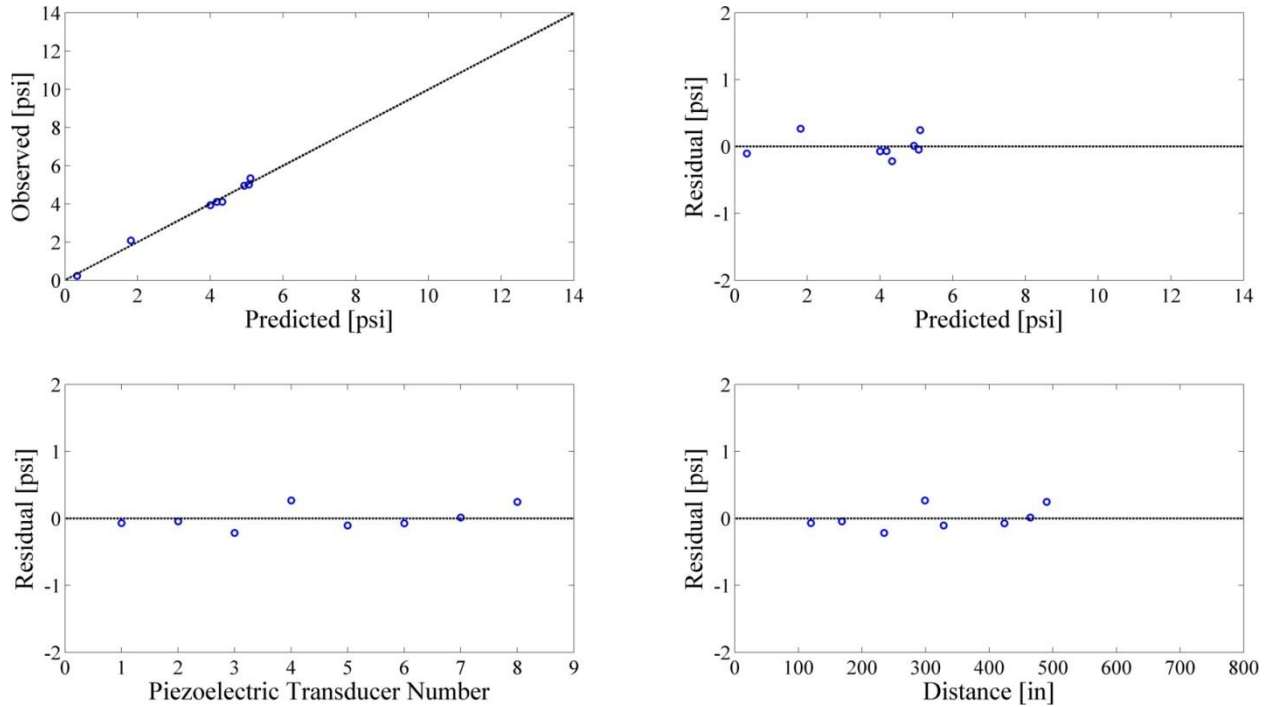 14
12
10
8
6
4
2
0
Observed [psi]
0 2 4 6 8 10 12 14
Predicted [psi]
2
1
0
-1
-2
Residual [psi]
0 2 4 6 8 10 12 14
Predicted [psi]
2
1
0
-1
-2
Residual [psi]
0 1 2 3 4 5 6 7 8 9
Piezoelectric Transducer Number
2
1
0
-1
-2
Residual [psi]
0 100 200 300 400 500 600 700 800
Distance [in]